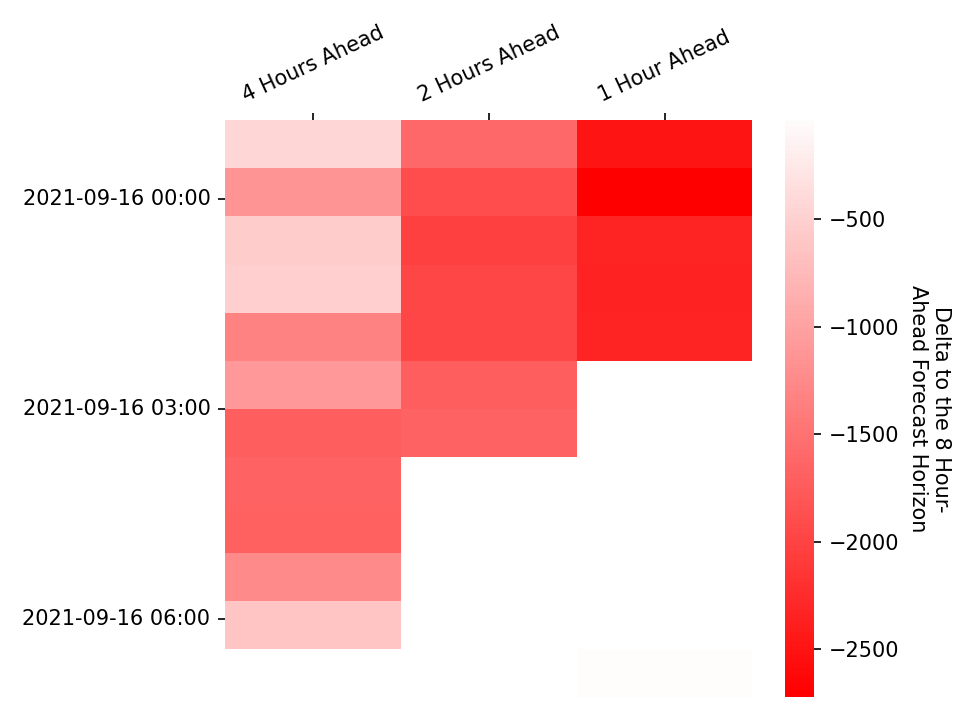 4 Hours Ahead
2 Hours Ahead
1 Hour Ahead
2021-09-16 00:00
2021-09-16 03:00
2021-09-16 06:00
−500
−1000
−1500
−2000
−2500
Delta to the 8 Hour-
Ahead Forecast Horizon